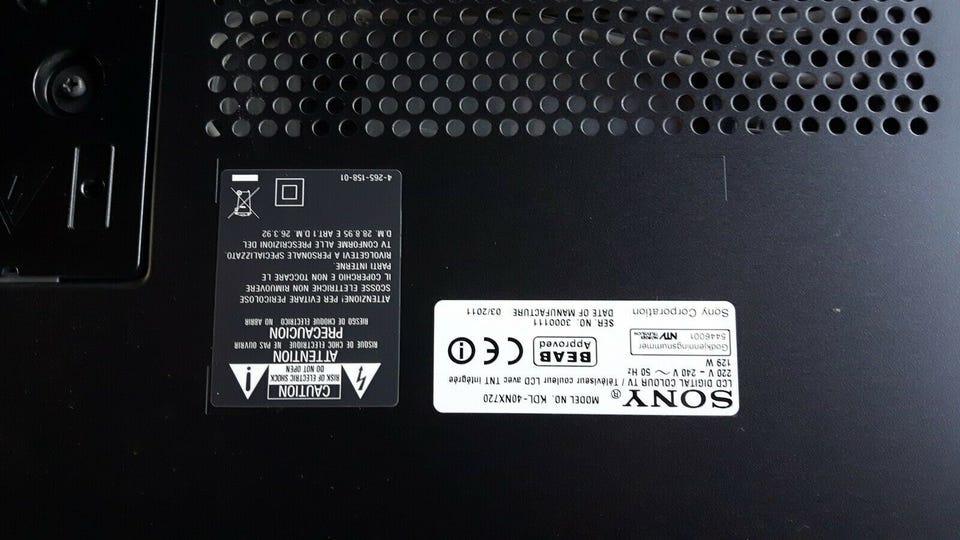 SONY® MODEL NO. KDL-40NX720
LCD DIGITAL COLOUR TV / Téléviseur couleur LCD avec TNT intégrée
220 V - 240 V ~ 50 Hz
129 W
Godkjenningsnummer
5446001 NTV
BEAB
Approved
CE
SER. NO. 3000111
DATE OF MANUFACTURE 03/2011
Sony Corporation
CAUTION
RISK OF ELECTRIC SHOCK
DO NOT OPEN
ATTENTION
RISQUE DE CHOC ELECTRIQUE NE PAS OUVRIR
PRECAUCION
RIESGO DE CHOQUE ELECTRICO NO ABRIR
ATTENZIONE! PER EVITARE PERICOLOSE
SCOSSE ELETTRICHE NON RIMUOVERE
IL COPERCHIO E NON TOCCARE LE
PARTI INTERNE.
RIVOLGETEVI A PERSONALE SPECIALIZZATO.
TV CONFORME ALLE PRESCRIZIONI DEL
D.M. 28.8.95 E ART.1 D.M. 26.3.92
4-265-158-01